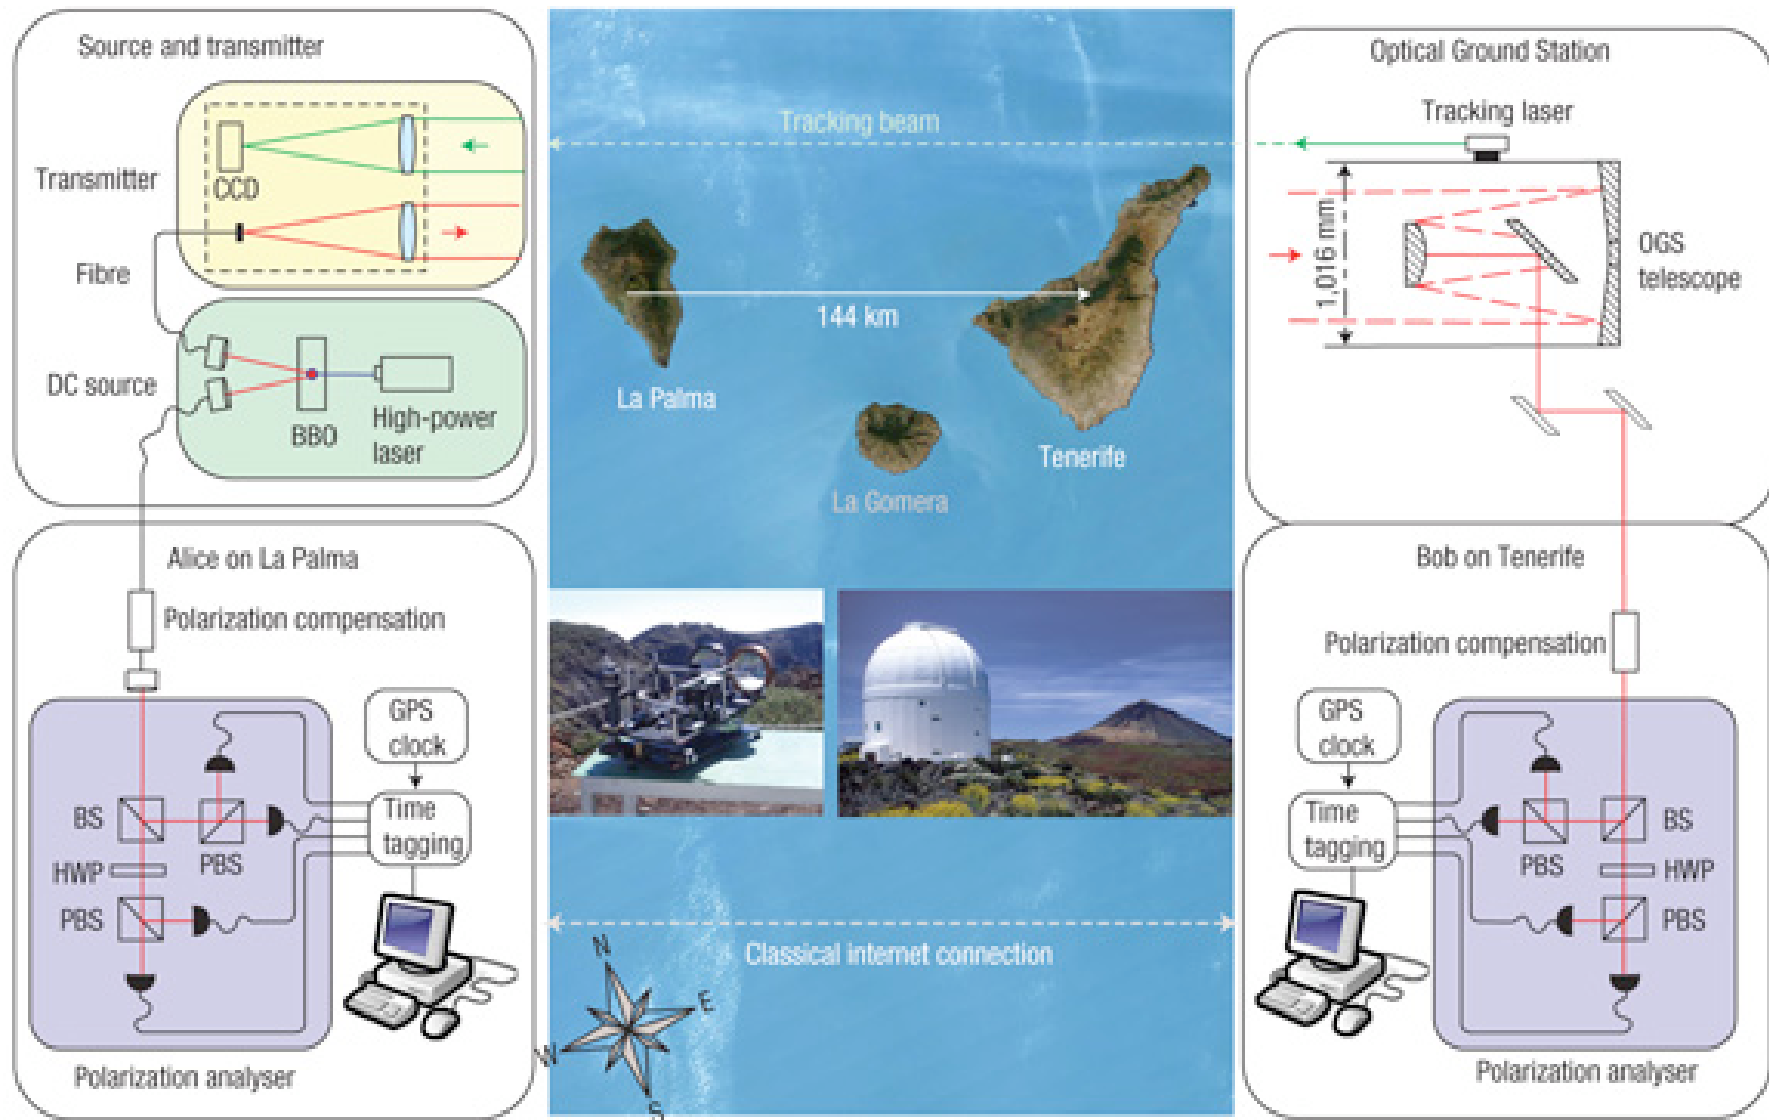 Source and transmitter
Transmitter
CCD
Fibre
DC source
BBO
High-power
laser
Alice on La Palma
Polarization compensation
GPS
clock
BS
Time
tagging
PBS
HWP
PBS
Polarization analyser
Tracking beam
144 km
La Palma
Tenerife
La Gomera
Classical internet connection
N
E
W
S
Optical Ground Station
Tracking laser
1,016 mm
OGS
telescope
Bob on Tenerife
Polarization compensation
GPS
clock
Time
tagging
BS
PBS
HWP
PBS
Polarization analyser